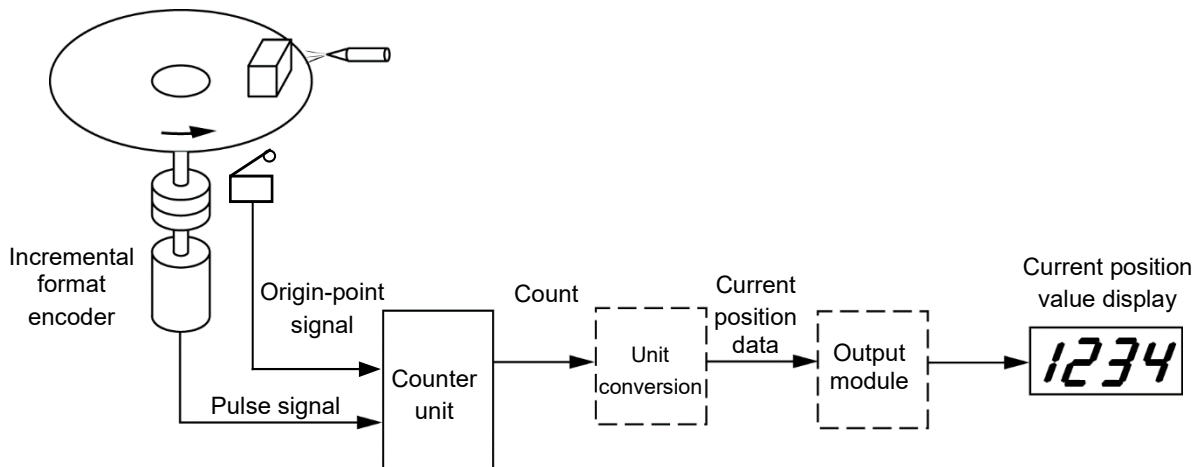 Incremental
format
encoder
Origin-point
signal
Pulse signal
Counter
unit
Count
Unit
conversion
Current
position
data
Output
module
Current position
value display
1234